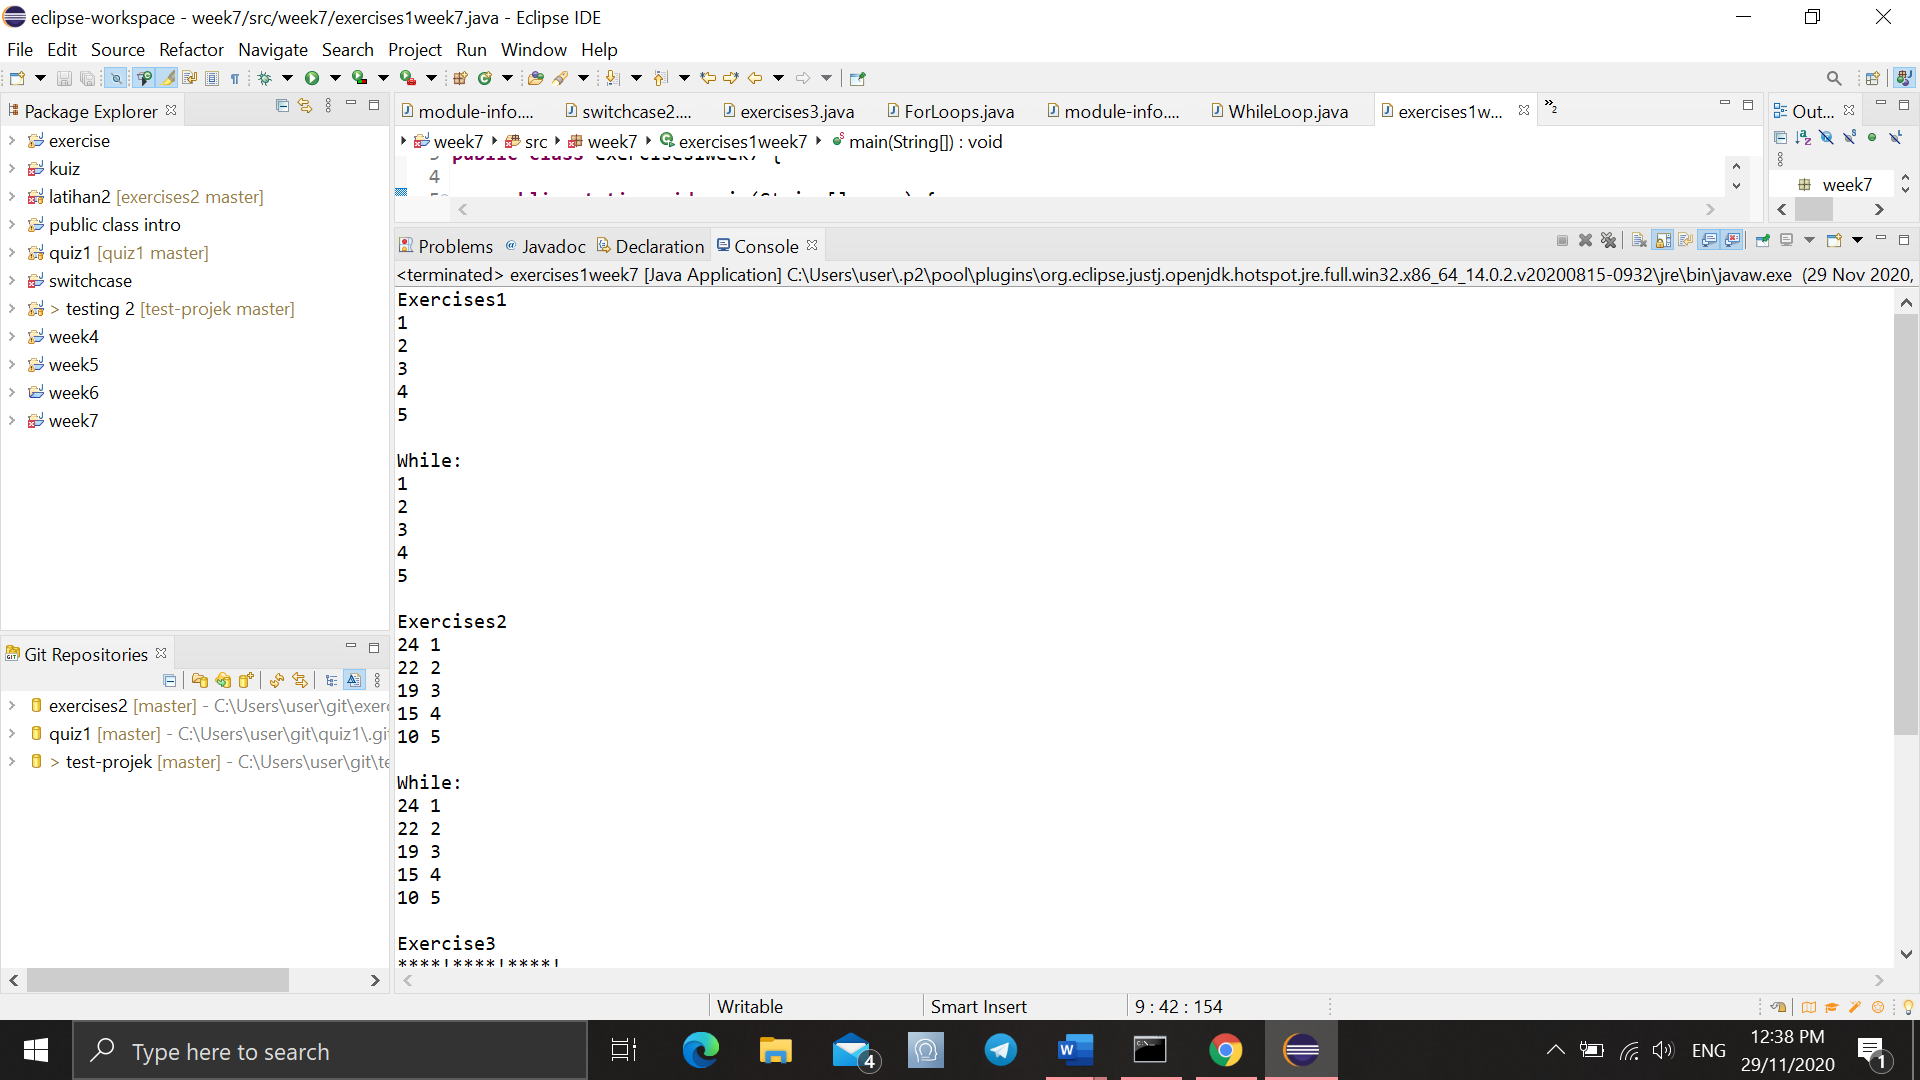 eclipse-workspace - week7/src/week7/exercises1week7.java - Eclipse IDE
File Edit Source Refactor Navigate Search Project Run Window Help
Package Explorer
exercise
kuiz
latihan2 [exercises2 master]
public class intro
quiz1 [quiz1 master]
switchcase
> testing 2 [test-projek master]
week4
week5
week6
week7
Git Repositories
exercises2 [master] - C:\Users\user\git\exerc
quiz1 [master] - C:\Users\user\git\quiz1\.gi
> test-projek [master] - C:\Users\user\git\te
module-info.... switchcase2.... exercises3.java ForLoops.java module-info.... WhileLoop.java exercises1w... »2
week7 src week7 exercises1week7 main(String[]) : void
public class exercises1week7 {
4
Out...
week7
Problems @ Javadoc Declaration Console
<terminated> exercises1week7 [Java Application] C:\Users\user\.p2\pool\plugins\org.eclipse.justj.openjdk.hotspot.jre.full.win32.x86_64_14.0.2.v20200815-0932\jre\bin\javaw.exe (29 Nov 2020,
Exercises1
1
2
3
4
5
While:
1
2
3
4
5
Exercises2
24 1
22 2
19 3
15 4
10 5
While:
24 1
22 2
19 3
15 4
10 5
Exercise3
****!****!****!
Writable Smart Insert 9 : 42 : 154
Type here to search
4
W
ENG
12:38 PM
29/11/2020
1